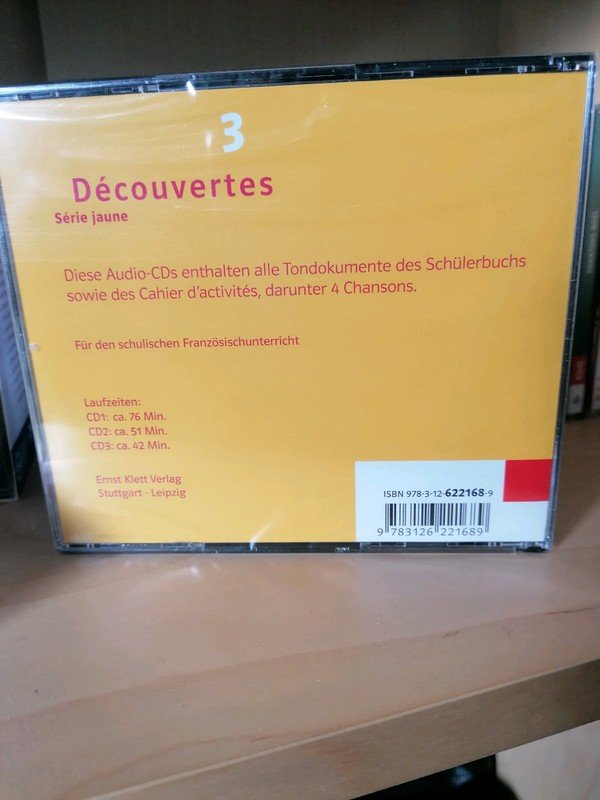 3
Découvertes
Série jaune
Diese Audio-CDs enthalten alle Tondokumente des Schülerbuchs
sowie des Cahier d'activités, darunter 4 Chansons.
Für den schulischen Französischunterricht
Laufzeiten:
CD1: ca. 76 Min.
CD2: ca. 51 Min.
CD3: ca. 42 Min.
Ernst Klett Verlag
Stuttgart · Leipzig
ISBN 978-3-12-622168-9
9 783126 221689